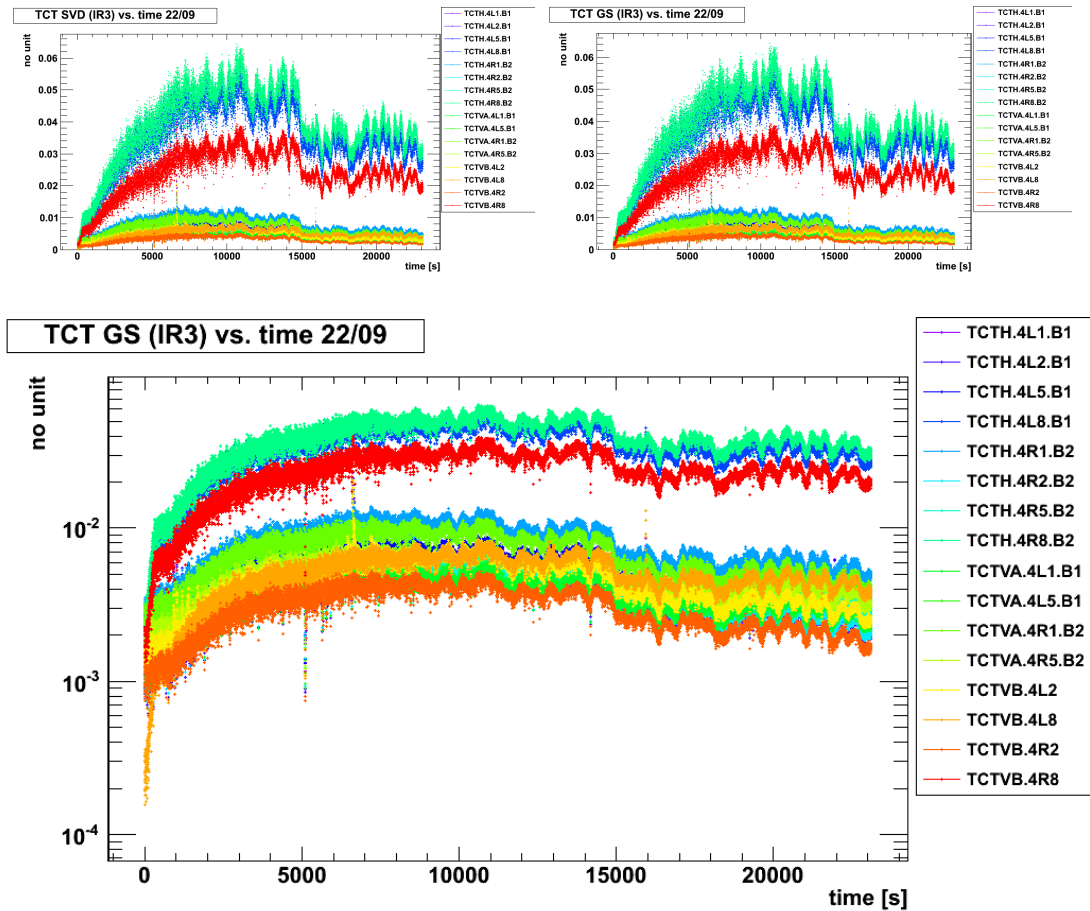 TCT SVD (IR3) vs. time 22/09
no unit
0.06
0.05
0.04
0.03
0.02
0.01
0
0
5000
10000
15000
20000
time [s]
TCTH.4L1.B1
TCTH.4L2.B1
TCTH.4L5.B1
TCTH.4L8.B1
TCTH.4R1.B2
TCTH.4R2.B2
TCTH.4R5.B2
TCTH.4R8.B2
TCTVA.4L1.B1
TCTVA.4L5.B1
TCTVA.4R1.B2
TCTVA.4R5.B2
TCTVB.4L2
TCTVB.4L8
TCTVB.4R2
TCTVB.4R8
TCT GS (IR3) vs. time 22/09
no unit
0.06
0.05
0.04
0.03
0.02
0.01
0
0
5000
10000
15000
20000
time [s]
TCTH.4L1.B1
TCTH.4L2.B1
TCTH.4L5.B1
TCTH.4L8.B1
TCTH.4R1.B2
TCTH.4R2.B2
TCTH.4R5.B2
TCTH.4R8.B2
TCTVA.4L1.B1
TCTVA.4L5.B1
TCTVA.4R1.B2
TCTVA.4R5.B2
TCTVB.4L2
TCTVB.4L8
TCTVB.4R2
TCTVB.4R8
TCT GS (IR3) vs. time 22/09
no unit
10⁻²
10⁻³
10⁻⁴
0
5000
10000
15000
20000
time [s]
TCTH.4L1.B1
TCTH.4L2.B1
TCTH.4L5.B1
TCTH.4L8.B1
TCTH.4R1.B2
TCTH.4R2.B2
TCTH.4R5.B2
TCTH.4R8.B2
TCTVA.4L1.B1
TCTVA.4L5.B1
TCTVA.4R1.B2
TCTVA.4R5.B2
TCTVB.4L2
TCTVB.4L8
TCTVB.4R2
TCTVB.4R8